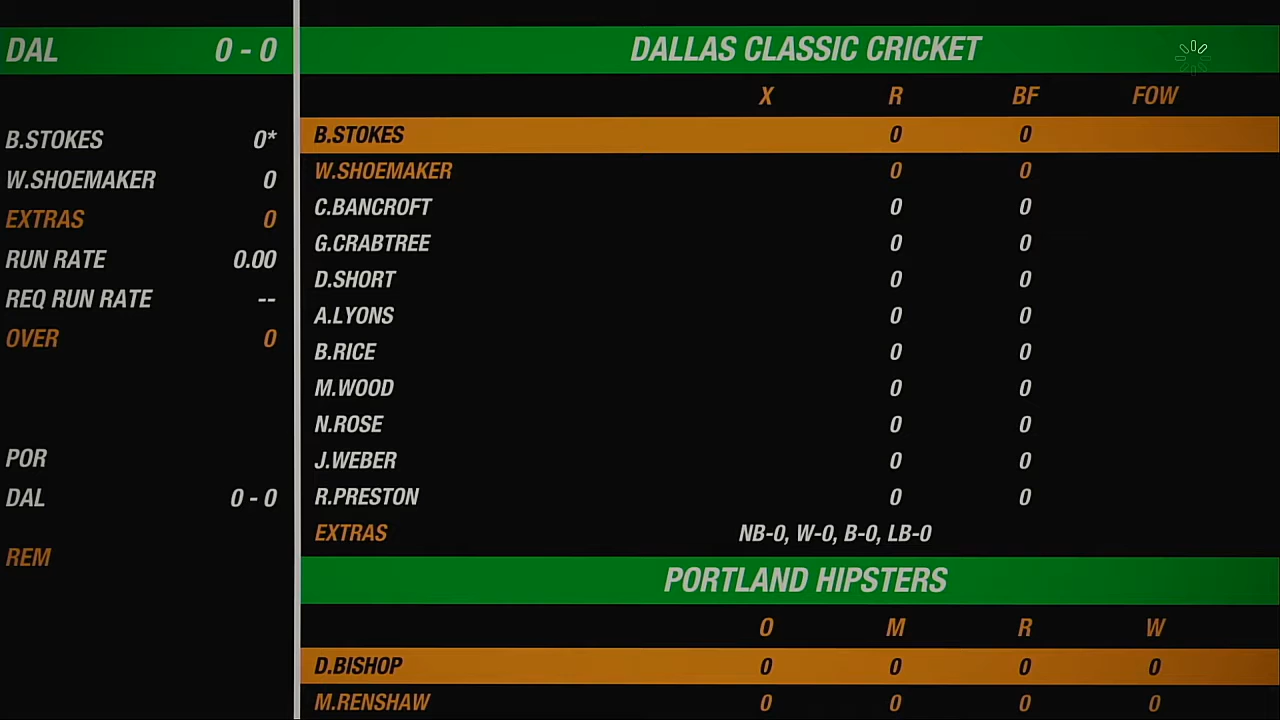 DAL 0 - 0
B.STOKES 0*
W.SHOEMAKER 0
EXTRAS 0
RUN RATE 0.00
REQ RUN RATE --
OVER 0
POR
DAL 0 - 0
REM
DALLAS CLASSIC CRICKET
X R BF FOW
B.STOKES 0 0
W.SHOEMAKER 0 0
C.BANCROFT 0 0
G.CRABTREE 0 0
D.SHORT 0 0
A.LYONS 0 0
B.RICE 0 0
M.WOOD 0 0
N.ROSE 0 0
J.WEBER 0 0
R.PRESTON 0 0
EXTRAS NB-0, W-0, B-0, LB-0
PORTLAND HIPSTERS
O M R W
D.BISHOP 0 0 0 0
M.RENSHAW 0 0 0 0